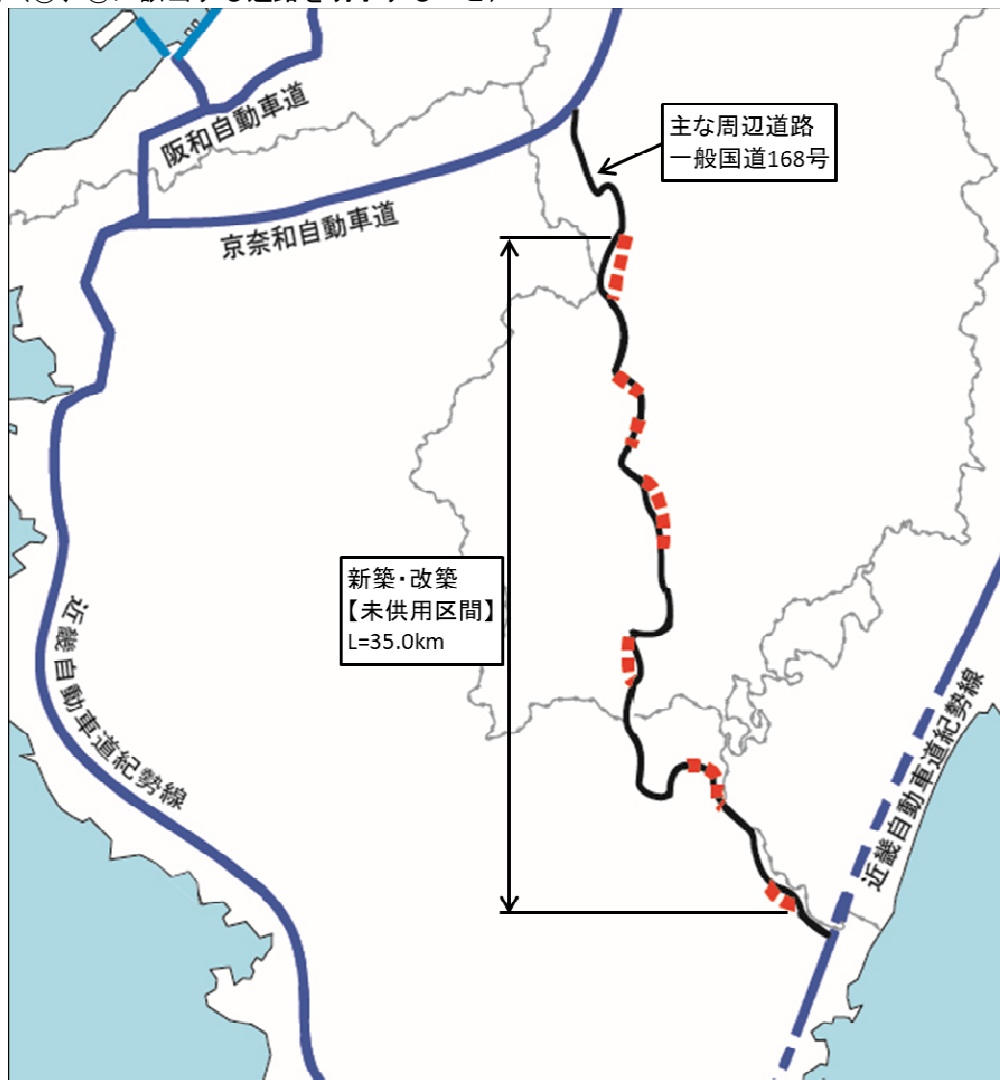 主な周辺道路
一般国道168号
阪和自動車道
京奈和自動車道
新築・改築
【未供用区間】
L=35.0km
近畿自動車道紀勢線
近畿自動車道紀勢線